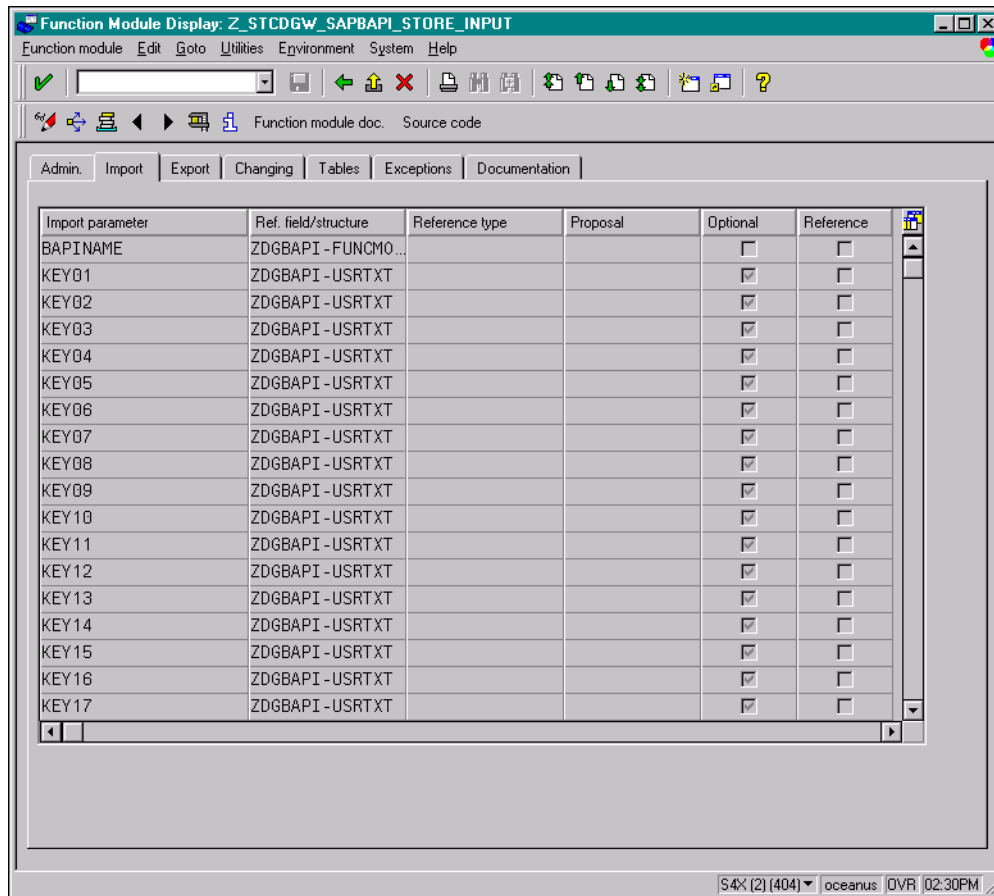 Function Module Display: Z_STCDGW_SAPBAPI_STORE_INPUT
Function module Edit Goto Utilities Environment System Help
Function module doc. Source code
Admin. Import Export Changing Tables Exceptions Documentation
Import parameter Ref. field/structure Reference type Proposal Optional Reference
BAPINAME ZDGBAPI-FUNCMO..
KEY01 ZDGBAPI-USRTXT
KEY02 ZDGBAPI-USRTXT
KEY03 ZDGBAPI-USRTXT
KEY04 ZDGBAPI-USRTXT
KEY05 ZDGBAPI-USRTXT
KEY06 ZDGBAPI-USRTXT
KEY07 ZDGBAPI-USRTXT
KEY08 ZDGBAPI-USRTXT
KEY09 ZDGBAPI-USRTXT
KEY10 ZDGBAPI-USRTXT
KEY11 ZDGBAPI-USRTXT
KEY12 ZDGBAPI-USRTXT
KEY13 ZDGBAPI-USRTXT
KEY14 ZDGBAPI-USRTXT
KEY15 ZDGBAPI-USRTXT
KEY16 ZDGBAPI-USRTXT
KEY17 ZDGBAPI-USRTXT
S4X (2) (404) oceanus OVR 02:30PM